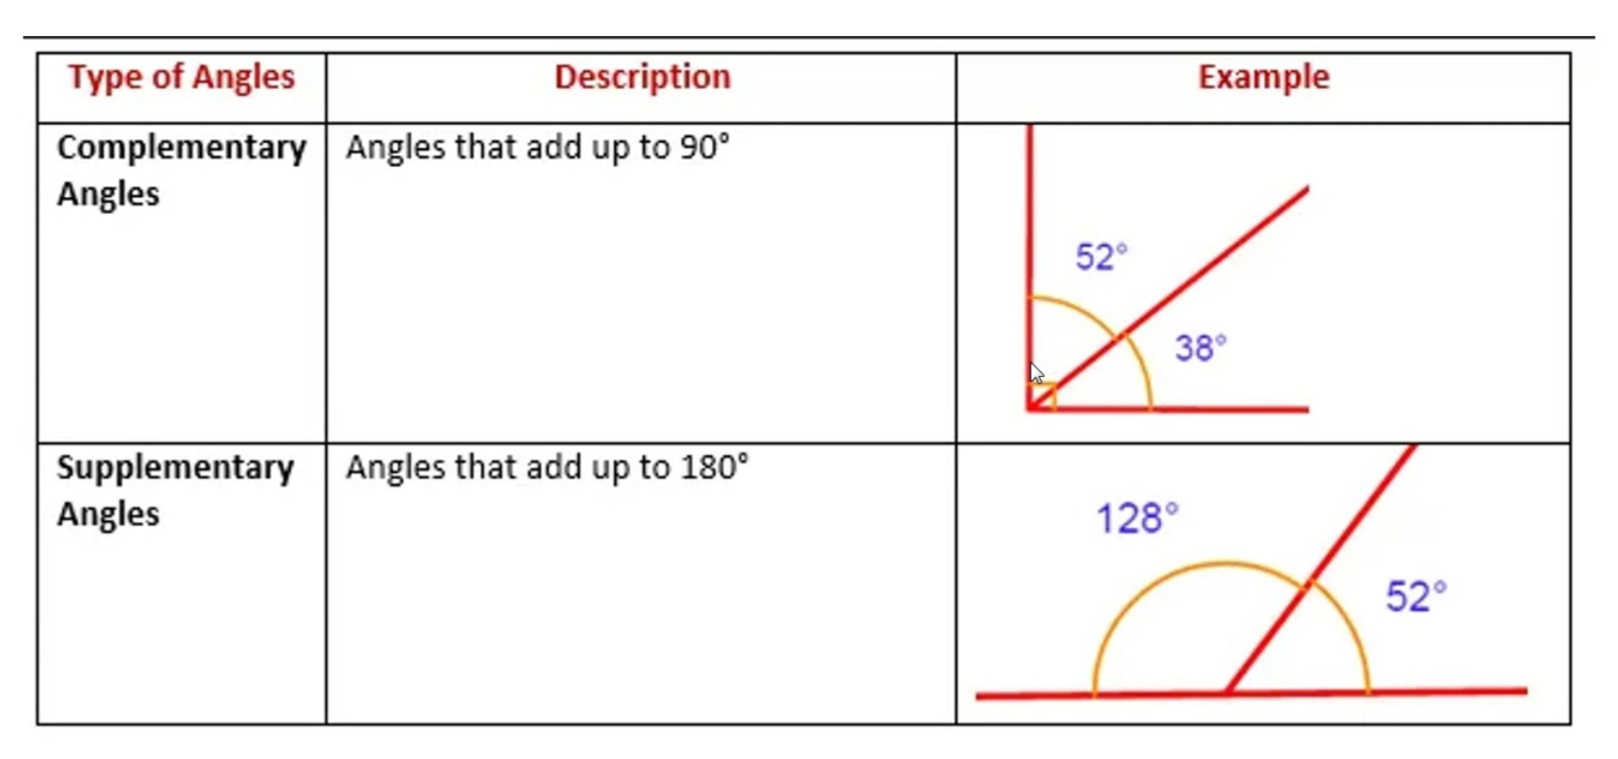 Type of Angles
Description
Example
Complementary
Angles
Angles that add up to 90°
52°
38°
Supplementary
Angles
Angles that add up to 180°
128°
52°